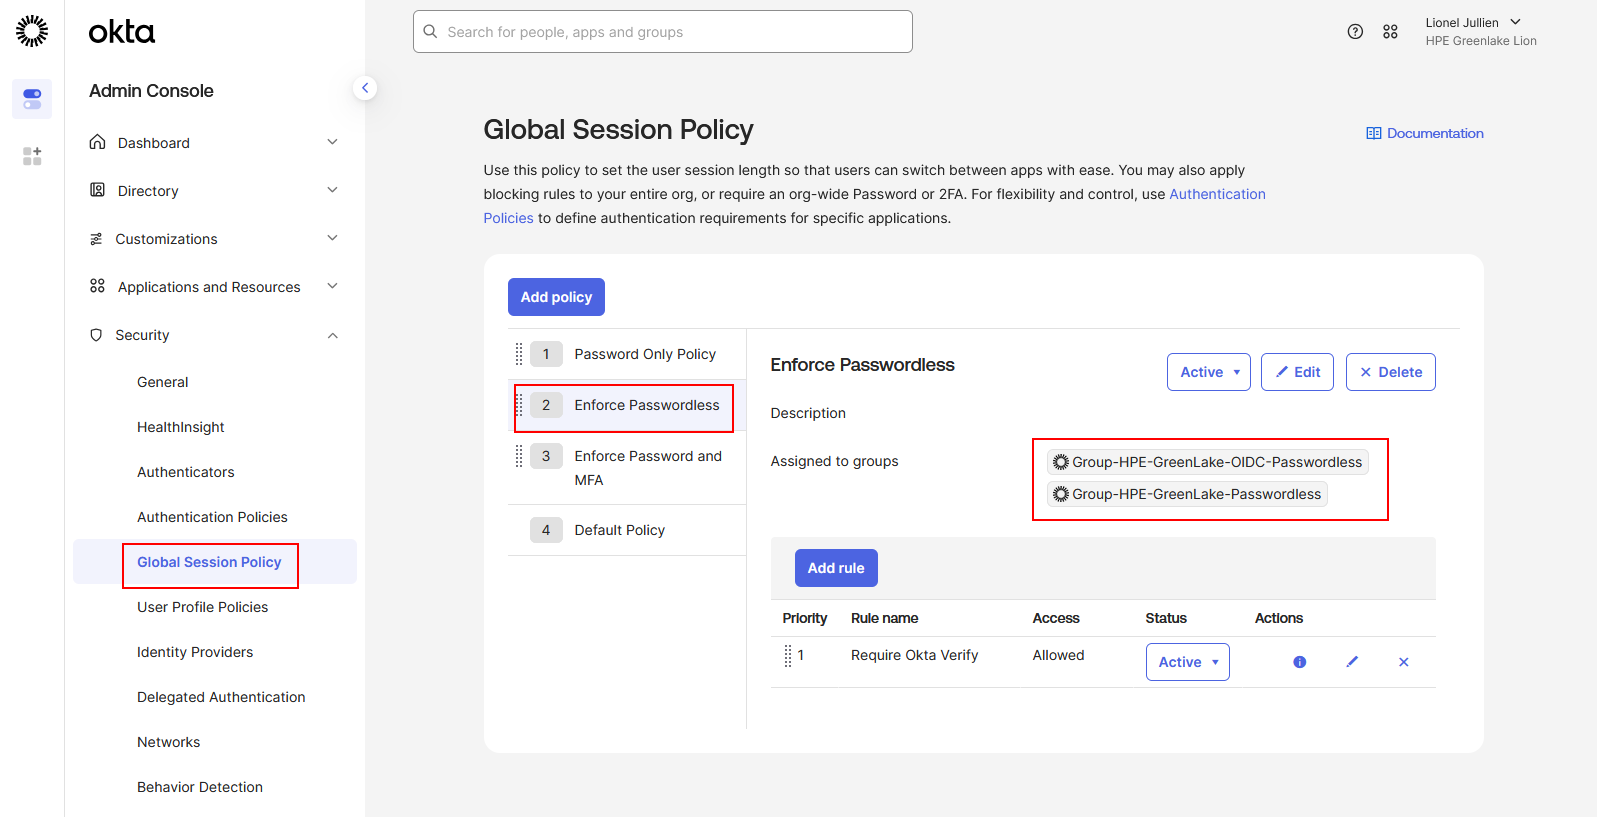 okta
Search for people, apps and groups
Lionel Jullien
HPE Greenlake Lion
Admin Console
Dashboard
Directory
Customizations
Applications and Resources
Security
General
HealthInsight
Authenticators
Authentication Policies
Global Session Policy
User Profile Policies
Identity Providers
Delegated Authentication
Networks
Behavior Detection
Global Session Policy
Documentation
Use this policy to set the user session length so that users can switch between apps with ease. You may also apply
blocking rules to your entire org, or require an org-wide Password or 2FA. For flexibility and control, use Authentication
Policies to define authentication requirements for specific applications.
Add policy
1 Password Only Policy
2 Enforce Passwordless
3 Enforce Password and
MFA
4 Default Policy
Enforce Passwordless
Active Edit Delete
Description
Assigned to groups
Group-HPE-GreenLake-OIDC-Passwordless
Group-HPE-GreenLake-Passwordless
Add rule
Priority Rule name Access Status Actions
1 Require Okta Verify Allowed Active